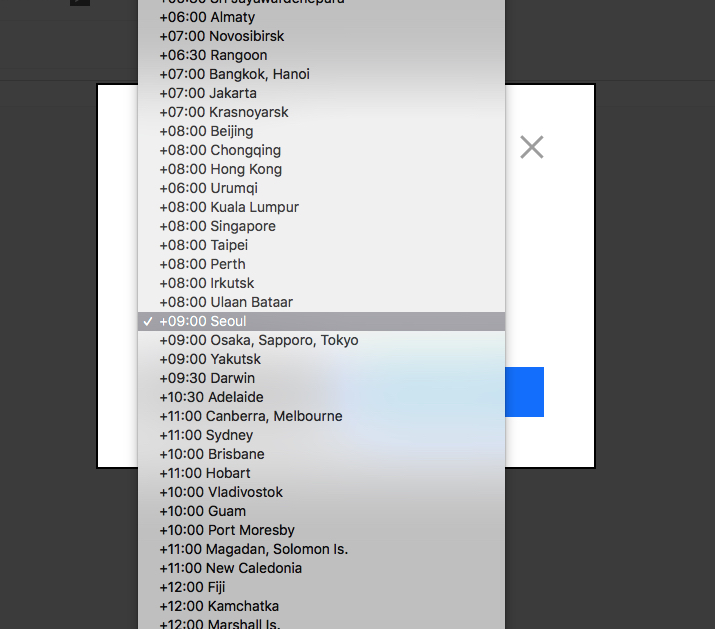 +05:30 Sri Jayawardenepura
+06:00 Almaty
+07:00 Novosibirsk
+06:30 Rangoon
+07:00 Bangkok, Hanoi
+07:00 Jakarta
+07:00 Krasnoyarsk
+08:00 Beijing
+08:00 Chongqing
+08:00 Hong Kong
+06:00 Urumqi
+08:00 Kuala Lumpur
+08:00 Singapore
+08:00 Taipei
+08:00 Perth
+08:00 Irkutsk
+08:00 Ulaan Bataar
✓ +09:00 Seoul
+09:00 Osaka, Sapporo, Tokyo
+09:00 Yakutsk
+09:30 Darwin
+10:30 Adelaide
+11:00 Canberra, Melbourne
+11:00 Sydney
+10:00 Brisbane
+11:00 Hobart
+10:00 Vladivostok
+10:00 Guam
+10:00 Port Moresby
+11:00 Magadan, Solomon Is.
+11:00 New Caledonia
+12:00 Fiji
+12:00 Kamchatka
+12:00 Marshall Is.